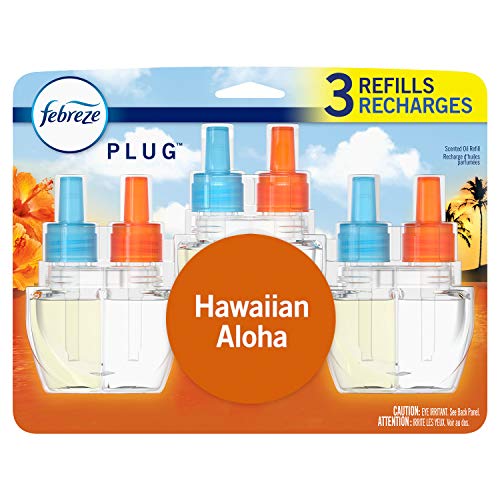 febreze
PLUG™
3 REFILLS
RECHARGES
Scented Oil Refill
Recharge d'huiles
parfumées
Hawaiian
Aloha
CAUTION: EYE IRRITANT. See Back Panel.
ATTENTION: IRRITE LES YEUX. Voir au dos.